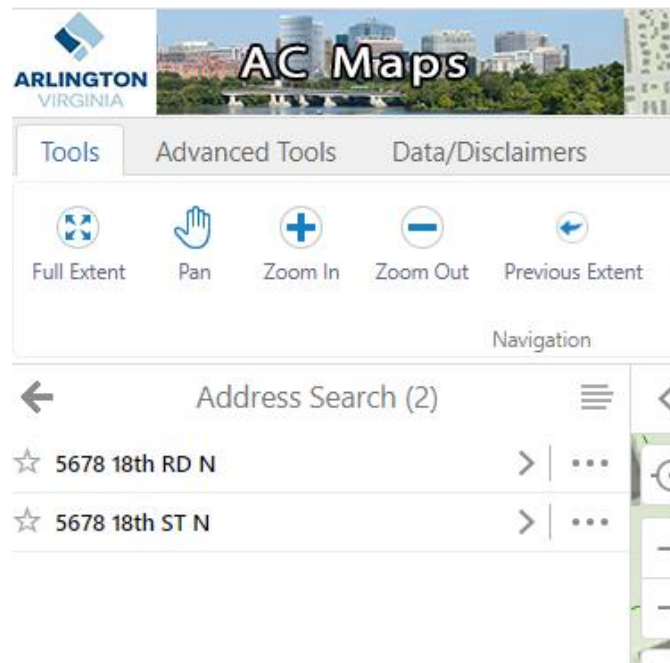 ARLINGTON
VIRGINIA
AC Maps
Tools Advanced Tools Data/Disclaimers
Full Extent Pan Zoom In Zoom Out Previous Extent
Navigation
Address Search (2)
5678 18th RD N
5678 18th ST N